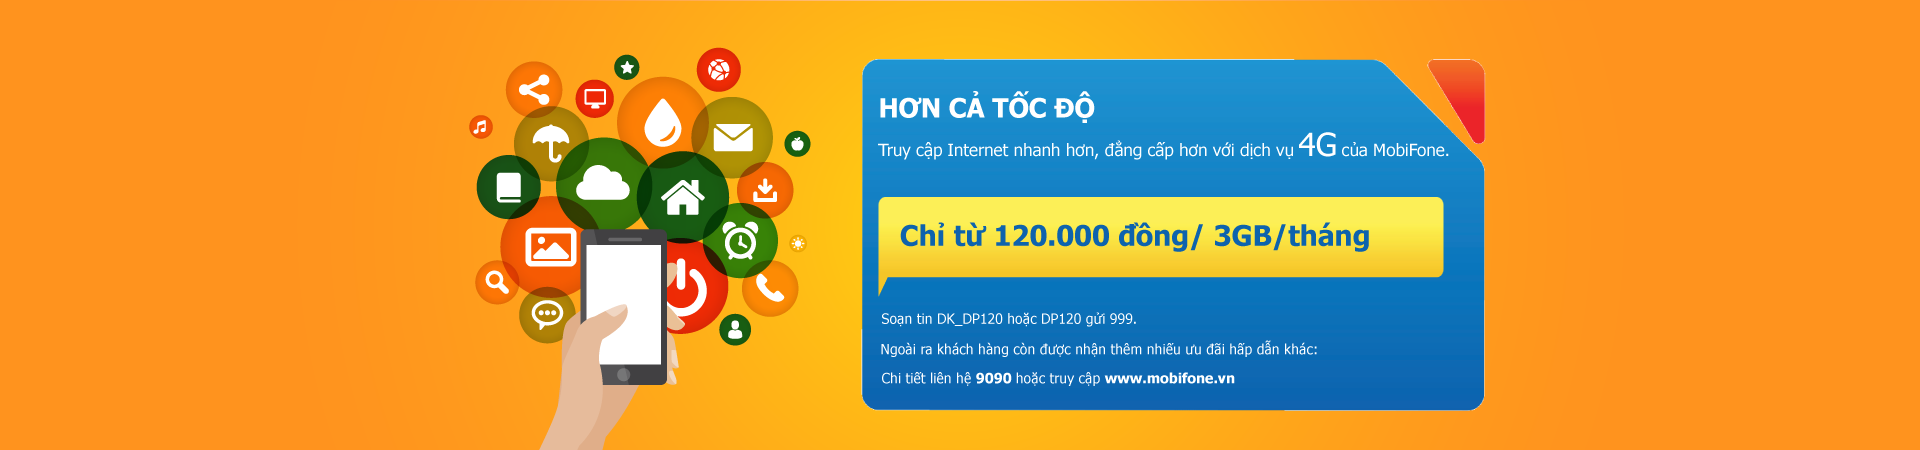 HƠN CẢ TỐC ĐỘ
Truy cập Internet nhanh hơn, đẳng cấp hơn với dịch vụ 4G của MobiFone.
Chỉ từ 120.000 đồng/ 3GB/tháng
Soạn tin DK_DP120 hoặc DP120 gửi 999.
Ngoài ra khách hàng còn được nhận thêm nhiều ưu đãi hấp dẫn khác:
Chi tiết liên hệ 9090 hoặc truy cập www.mobifone.vn